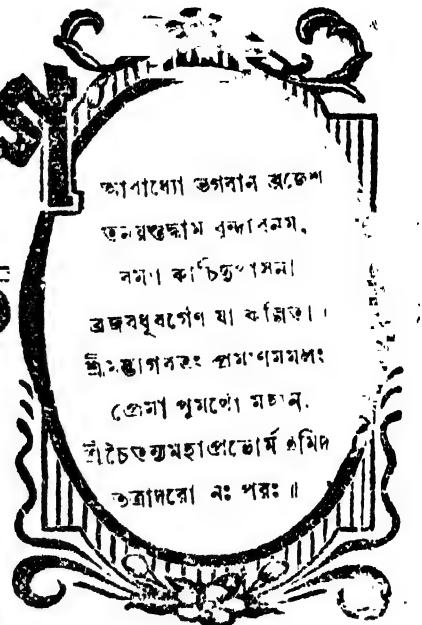 আরাধ্যো ভগবান ব্রজেশ
তনয়স্তদ্ধাম বৃন্দাবনম,
রম্যা কাচিদুপাসনা
ব্রজবধূবর্গেণ যা কল্পিতা।
শ্রীমদ্ভাগবতং প্রমাণমমলং
প্রেমা পুমর্থো মহান্,
শ্রীচৈতন্যমহাপ্রভোর্মতমিদং
তত্রাদরো নঃ পরঃ॥